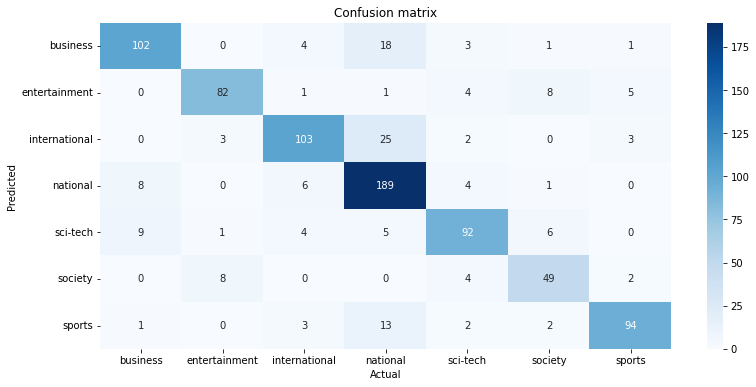 Confusion matrix
business 102 0 4 18 3 1 1
entertainment 0 82 1 1 4 8 5
international 0 3 103 25 2 0 3
national 8 0 6 189 4 1 0
sci-tech 9 1 4 5 92 6 0
society 0 8 0 0 4 49 2
sports 1 0 3 13 2 2 94
business entertainment international national sci-tech society sports
Actual
Predicted
175
150
125
100
75
50
25
0